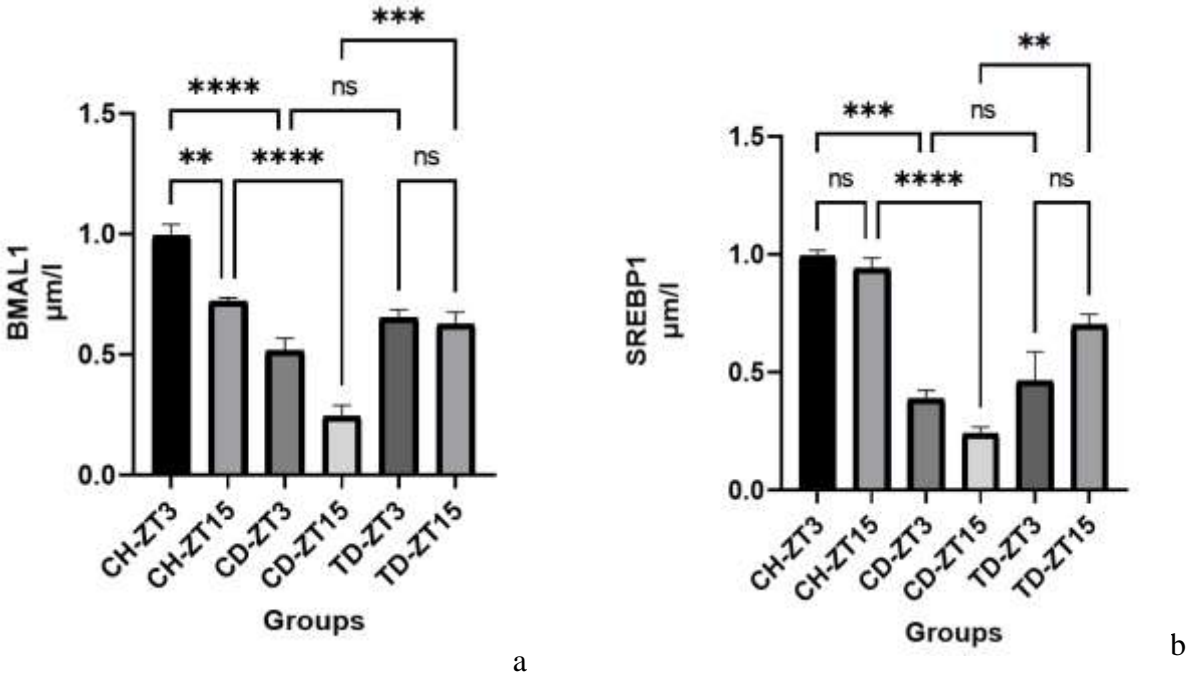 ***
**** ns
** **** ns
1.5
1.0
0.5
0.0
BMAL1
μm/l
CH-ZT3
CH-ZT15
CD-ZT3
CD-ZT15
TD-ZT3
TD-ZT15
Groups
a
**
*** ns
ns **** ns
1.5
1.0
0.5
0.0
SREBP1
μm/l
CH-ZT3
CH-ZT15
CD-ZT3
CD-ZT15
TD-ZT3
TD-ZT15
Groups
b